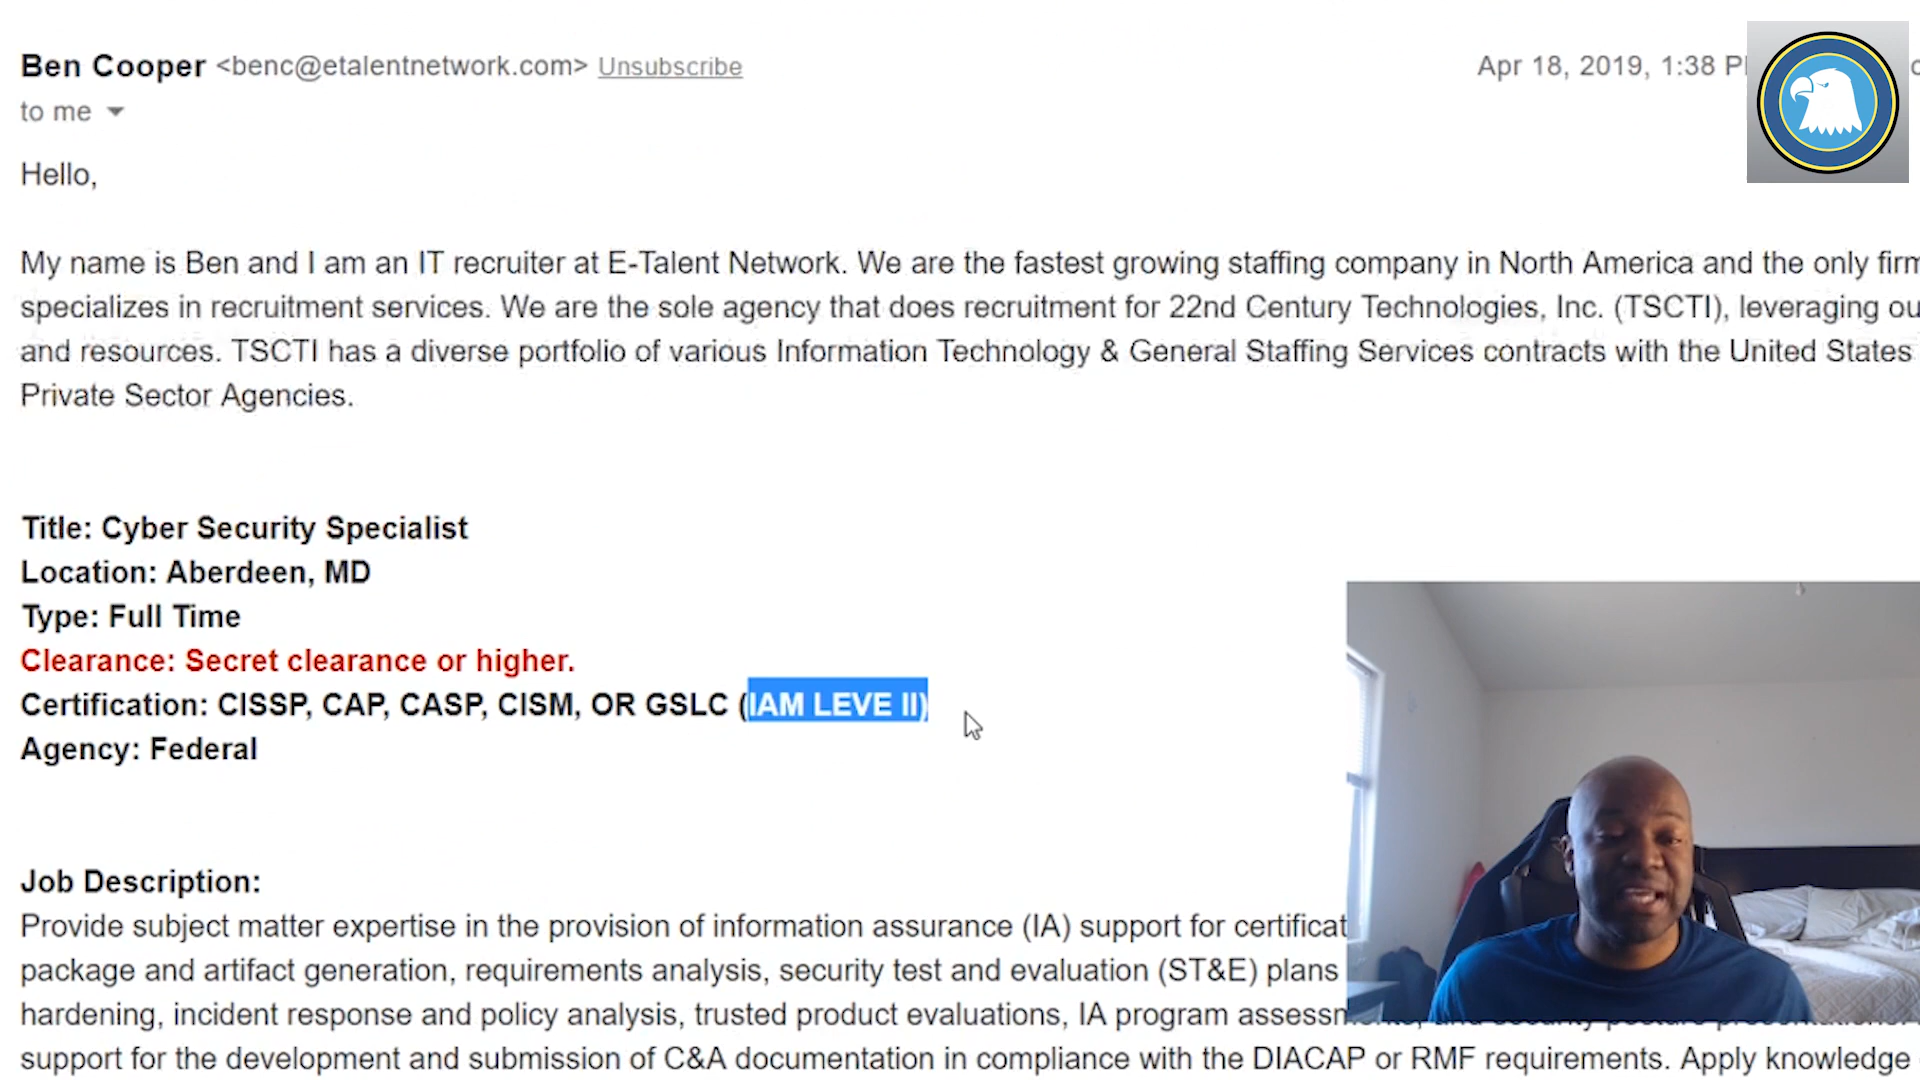 Ben Cooper <benc@etalentnetwork.com> Unsubscribe
Apr 18, 2019, 1:38
to me
Hello,
My name is Ben and I am an IT recruiter at E-Talent Network. We are the fastest growing staffing company in North America and the only firm
specializes in recruitment services. We are the sole agency that does recruitment for 22nd Century Technologies, Inc. (TSCTI), leveraging
and resources. TSCTI has a diverse portfolio of various Information Technology & General Staffing Services contracts with the United States
Private Sector Agencies.
Title: Cyber Security Specialist
Location: Aberdeen, MD
Type: Full Time
Clearance: Secret clearance or higher.
Certification: CISSP, CAP, CASP, CISM, OR GSLC (IAM LEVE II)
Agency: Federal
Job Description:
Provide subject matter expertise in the provision of information assurance (IA) support for certificat
package and artifact generation, requirements analysis, security test and evaluation (ST&E) plans
hardening, incident response and policy analysis, trusted product evaluations, IA program assessm
support for the development and submission of C&A documentation in compliance with the DIACAP or RMF requirements. Apply knowledge